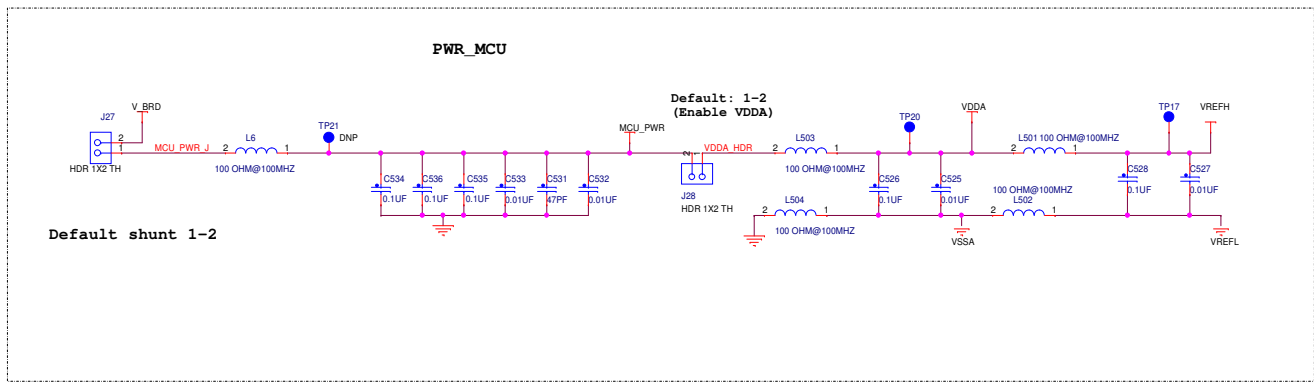 PWR_MCU
Default: 1-2
(Enable VDDA)
V_BRD
J27
2
1
HDR 1X2 TH
MCU_PWR_J
2
L6
1
100 OHM@100MHZ
TP21
DNP
MCU_PWR
C534
0.1UF
C536
0.1UF
C535
0.1UF
C533
0.01UF
C531
47PF
C532
0.01UF
2
1
VDDA_HDR
J28
HDR 1X2 TH
L503
2
1
100 OHM@100MHZ
TP20
VDDA
L501 100 OHM@100MHZ
2
1
TP17
VREFH
C526
0.1UF
C525
0.01UF
C528
0.1UF
C527
0.01UF
2
L504
1
100 OHM@100MHZ
100 OHM@100MHZ
2
L502
1
VSSA
VREFL
Default shunt 1-2